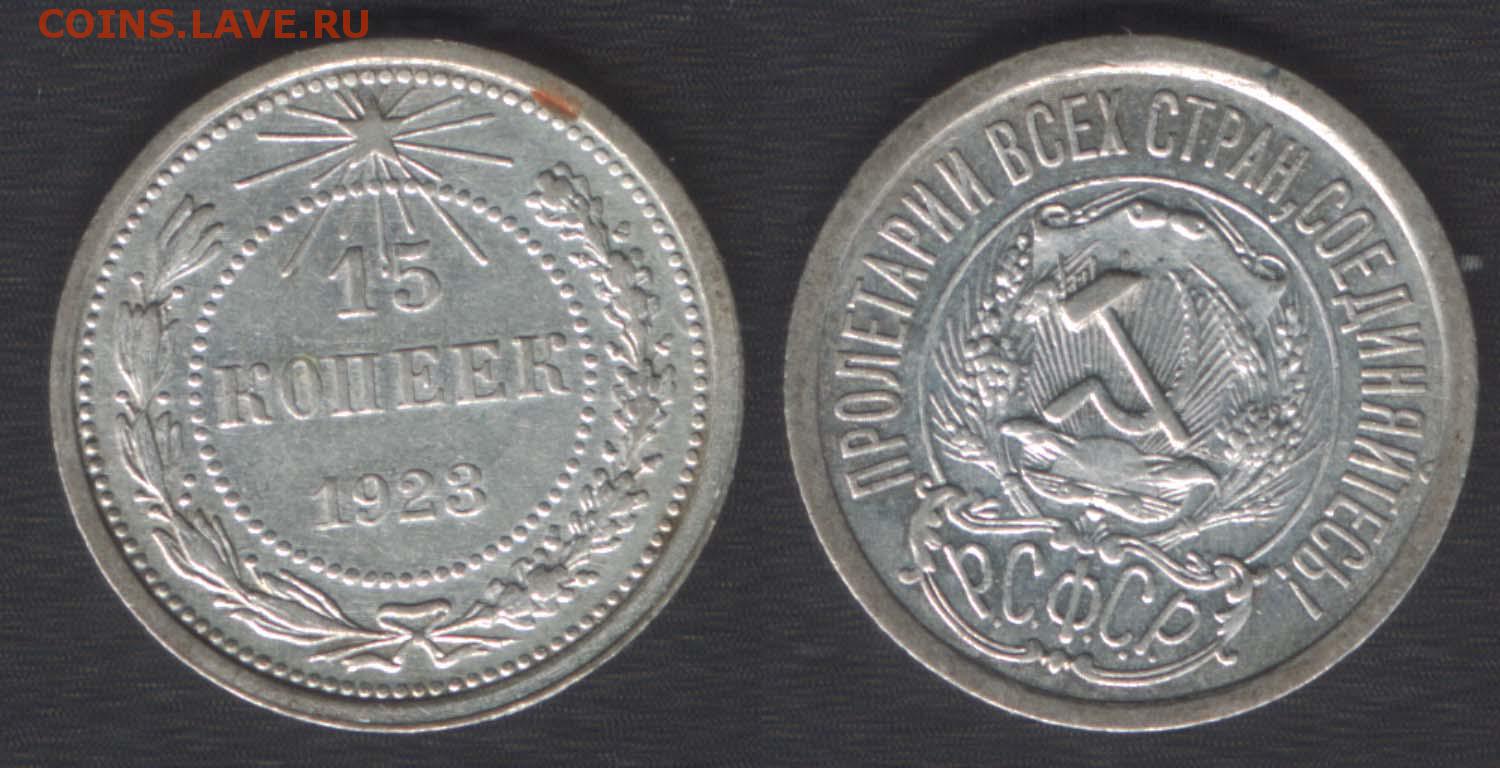 COINS.LAVE.RU
15
КОПЕЕК
1923
ПРОЛЕТАРИИ ВСЕХ СТРАН, СОЕДИНЯЙТЕСЬ!
Р.С.Ф.С.Р.